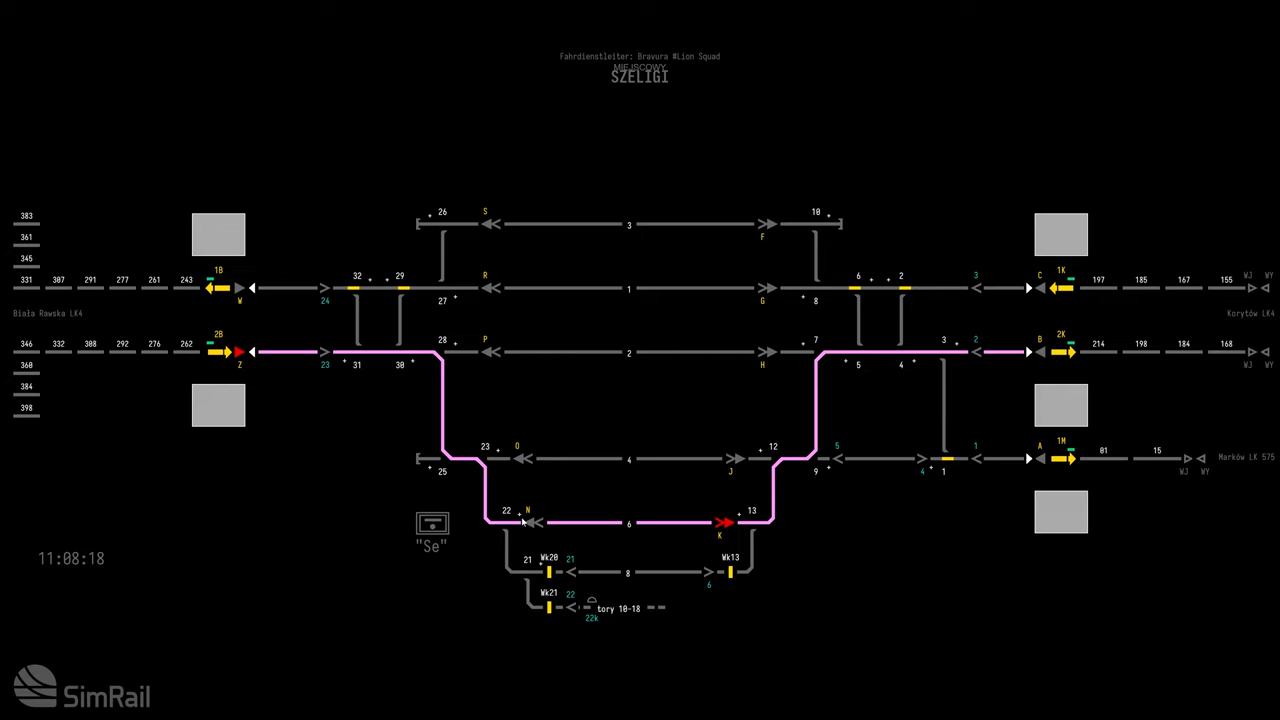 Fahrdienstleiter: Bravura #Lion Squad
MIEJSCOWY
SZELIGI
383
361
345
331 307 291 277 261 243 1B W 24 32 29 27 R 1 G 8 6 2 3 C 1K 197 185 167 155 WJ WY
26 S 3 F 10
Biała Rawska LK4
Korytów LK4
346 332 308 292 276 262 2B Z 23 31 30 28 P 2 H 7 5 4 3 2 B 2K 214 198 184 168 WJ WY
360
384
398
25 23 O 4 J 12 9 5 4 1 1 A 1M 01 15 WJ WY
Marków LK 575
22 N 6 K 13
"Se"
21 Wk20 21 8 6 Wk13
Wk21 22 22k tory 10-18
11:08:18
SimRail